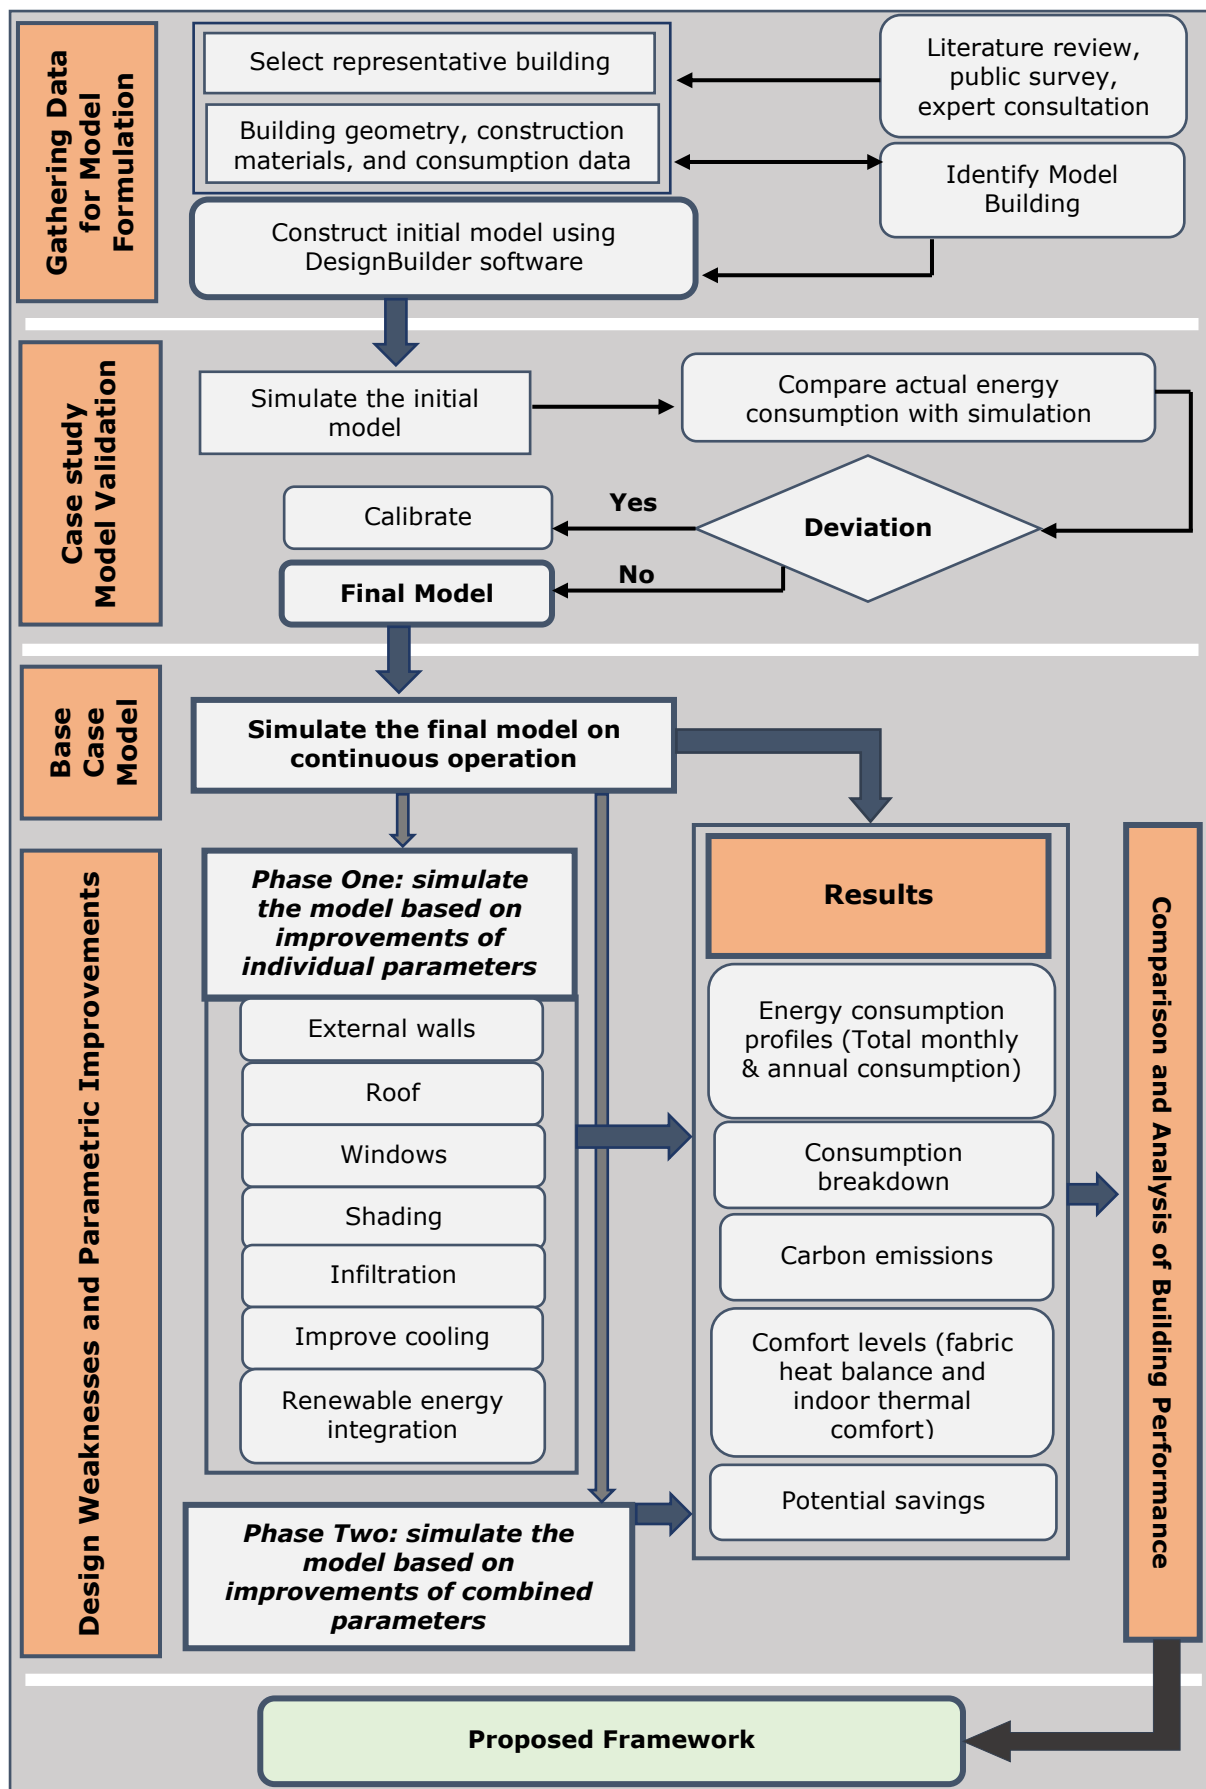 Gathering Data
for Model
Formulation
Select representative building
Building geometry, construction
materials, and consumption data
Literature review,
public survey,
expert consultation
Identify Model
Building
Construct initial model using
DesignBuilder software
Case study
Model Validation
Simulate the initial
model
Compare actual energy
consumption with simulation
Deviation
Yes
Calibrate
No
Final Model
Base
Case
Model
Simulate the final model on
continuous operation
Design Weaknesses and Parametric Improvements
Phase One: simulate
the model based on
improvements of
individual parameters
External walls
Roof
Windows
Shading
Infiltration
Improve cooling
Renewable energy
integration
Phase Two: simulate the
model based on
improvements of combined
parameters
Results
Energy consumption
profiles (Total monthly
& annual consumption)
Consumption
breakdown
Carbon emissions
Comfort levels (fabric
heat balance and
indoor thermal
comfort)
Potential savings
Comparison and Analysis of Building Performance
Proposed Framework